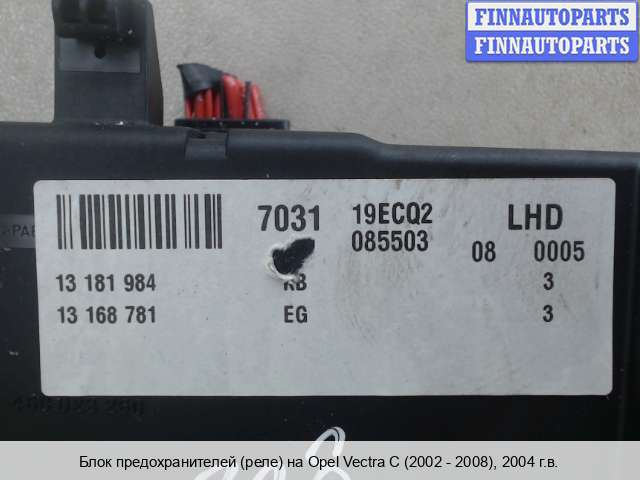 FINNAUTOPARTS
FINNAUTOPARTS
7031 19ECQ2 LHD
085503 08 0005
13 181 984 3
13 168 781 EG 3
Блок предохранителей (реле) на Opel Vectra C (2002 - 2008), 2004 г.в.